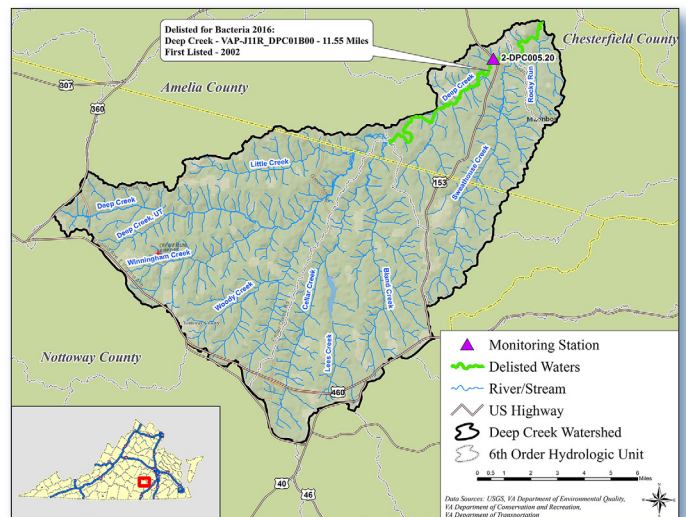 Delisted for Bacteria 2016:
Deep Creek - VAP-J11R_DPC01B00 - 11.55 Miles
First Listed - 2002
Chesterfield County
2-DPC005.20
307
360
Amelia County
Deep Creek
Rocky Run
Little Creek
153
Sweathouse Creek
Deep Creek
Deep Creek, UT
Winningham Creek
Woody Creek
Cellar Creek
Bland Creek
Lees Creek
Nottoway County
460
40
46
Monitoring Station
Delisted Waters
River/Stream
US Highway
Deep Creek Watershed
6th Order Hydrologic Unit
0 1 2 3 4 5 6
Miles
Data Sources: USGS, VA Department of Environmental Quality,
VA Department of Conservation and Recreation,
VA Department of Transportation